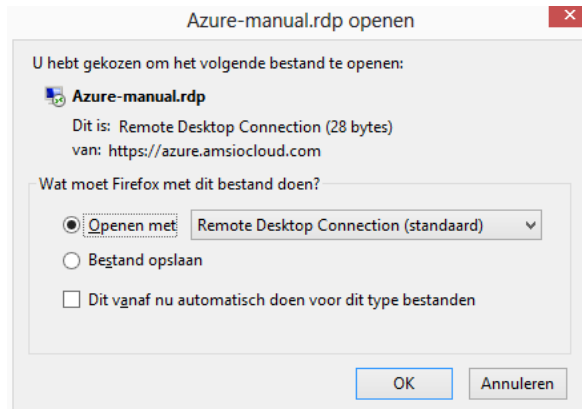 Azure-manual.rdp openen
U hebt gekozen om het volgende bestand te openen:
Azure-manual.rdp
Dit is: Remote Desktop Connection (28 bytes)
van: https://azure.amsiocloud.com
Wat moet Firefox met dit bestand doen?
Openen met Remote Desktop Connection (standaard)
Bestand opslaan
Dit vanaf nu automatisch doen voor dit type bestanden
OK Annuleren